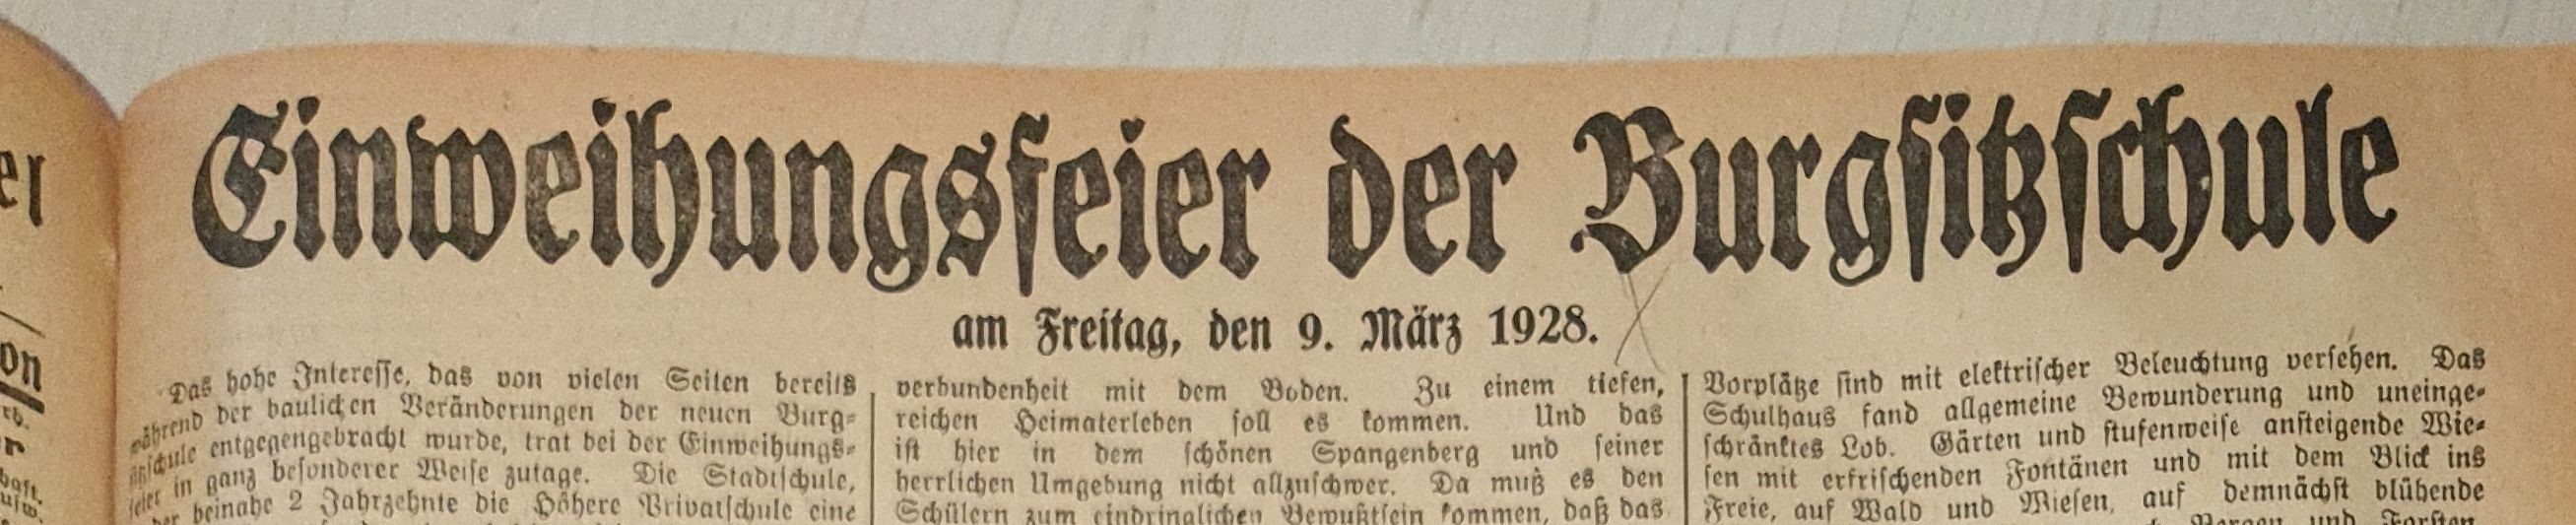 Einweihungsfeier der Burgsitzschule
am Freitag, den 9. März 1928.
Das hohe Interesse, das von vielen Seiten bereits
während der baulichen Veränderungen der neuen Burg-
sitzschule entgegengebracht wurde, trat bei der Einweihungs-
feier in ganz besonderer Weise zutage. Die Stadtschule,
der beinahe 2 Jahrzehnte die Höhere Privatschule eine
verbundenheit mit dem Boden. Zu einem tiefen,
reichen Heimaterleben soll es kommen. Und das
ist hier in dem schönen Spangenberg und seiner
herrlichen Umgebung nicht allzuschwer. Da muß es den
Schülern zum eindringlichen Bewußtsein kommen, daß das
Vorplätze sind mit elektrischer Beleuchtung versehen. Das
Schulhaus fand allgemeine Bewunderung und uneinge-
schränktes Lob. Gärten und stufenweise ansteigende Wie-
sen mit erfrischenden Fontänen und mit dem Blick ins
Freie, auf Wald und Wiesen, auf demnächst blühende
Bergen und Forsten